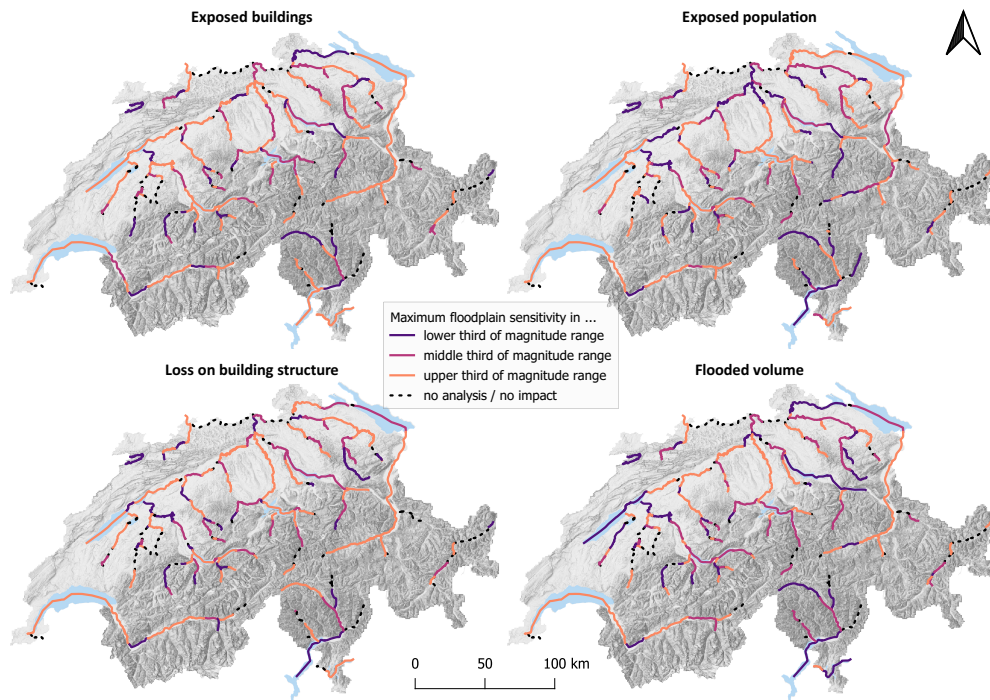 Exposed buildings
Exposed population
Maximum floodplain sensitivity in ...
lower third of magnitude range
middle third of magnitude range
upper third of magnitude range
no analysis / no impact
Loss on building structure
Flooded volume
0 50 100 km